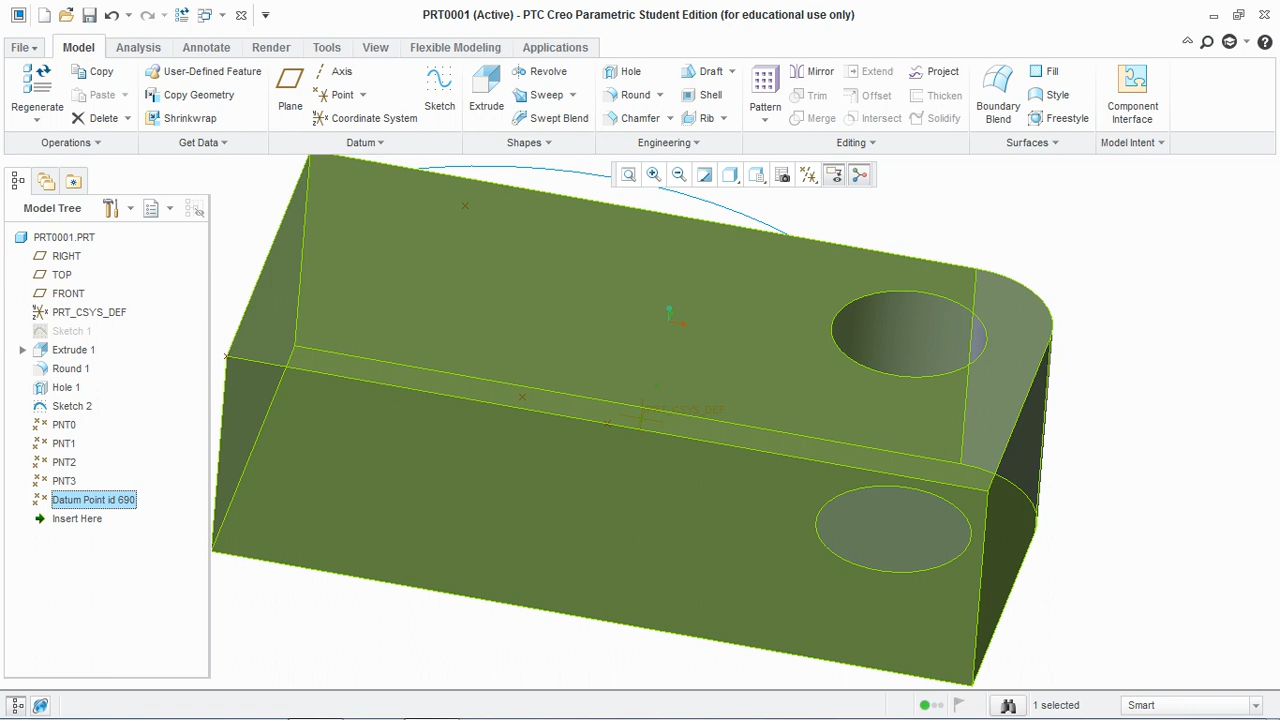 PRT0001 (Active) - PTC Creo Parametric Student Edition (for educational use only)
File Model Analysis Annotate Render Tools View Flexible Modeling Applications
Regenerate
Copy
Paste
Delete
User-Defined Feature
Copy Geometry
Shrinkwrap
Plane
Axis
Point
Coordinate System
Sketch
Extrude
Revolve
Sweep
Swept Blend
Hole
Round
Chamfer
Draft
Shell
Rib
Pattern
Mirror
Trim
Merge
Extend
Offset
Intersect
Project
Thicken
Solidify
Boundary
Blend
Fill
Style
Freestyle
Component
Interface
Operations Get Data Datum Shapes Engineering Editing Surfaces Model Intent
Model Tree
PRT0001.PRT
RIGHT
TOP
FRONT
PRT_CSYS_DEF
Sketch 1
Extrude 1
Round 1
Hole 1
Sketch 2
PNT0
PNT1
PNT2
PNT3
Datum Point id 690
Insert Here
1 selected
Smart